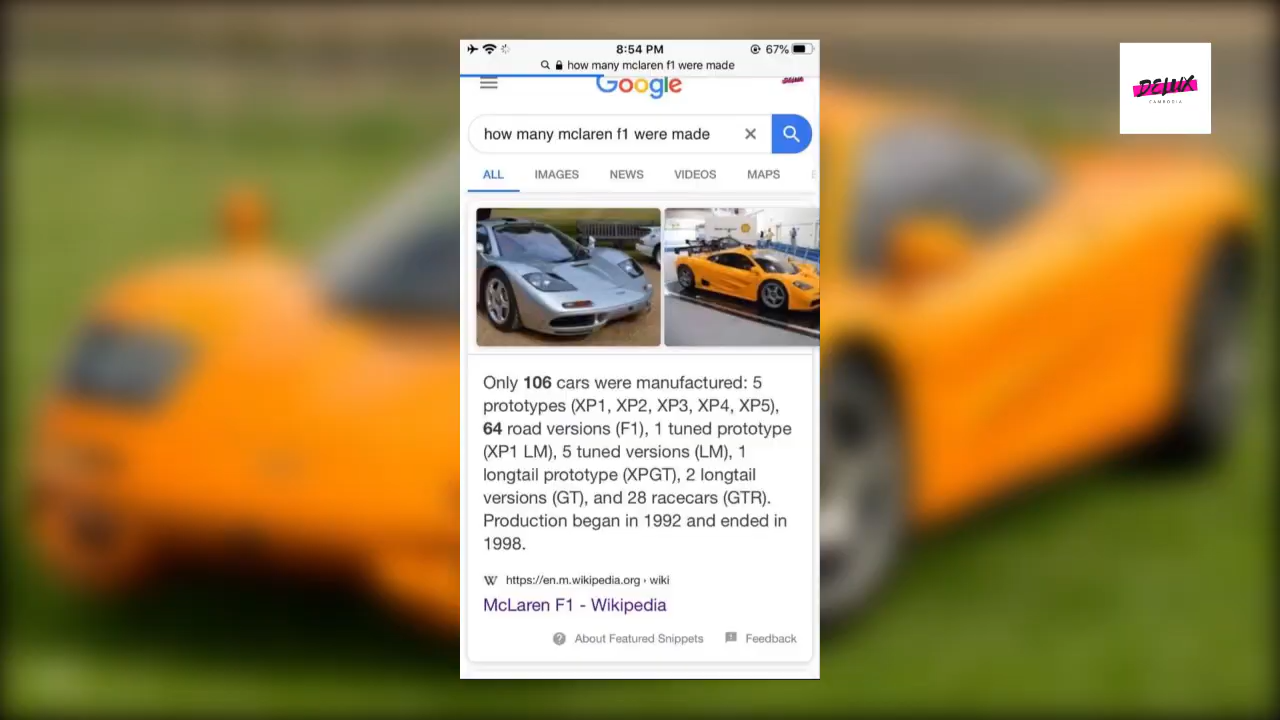 8:54 PM
67%
how many mclaren f1 were made
Google
DELUX
CAMBODIA
how many mclaren f1 were made
ALL IMAGES NEWS VIDEOS MAPS
Only 106 cars were manufactured: 5
prototypes (XP1, XP2, XP3, XP4, XP5),
64 road versions (F1), 1 tuned prototype
(XP1 LM), 5 tuned versions (LM), 1
longtail prototype (XPGT), 2 longtail
versions (GT), and 28 racecars (GTR).
Production began in 1992 and ended in
1998.
W https://en.m.wikipedia.org › wiki
McLaren F1 - Wikipedia
About Featured Snippets
Feedback